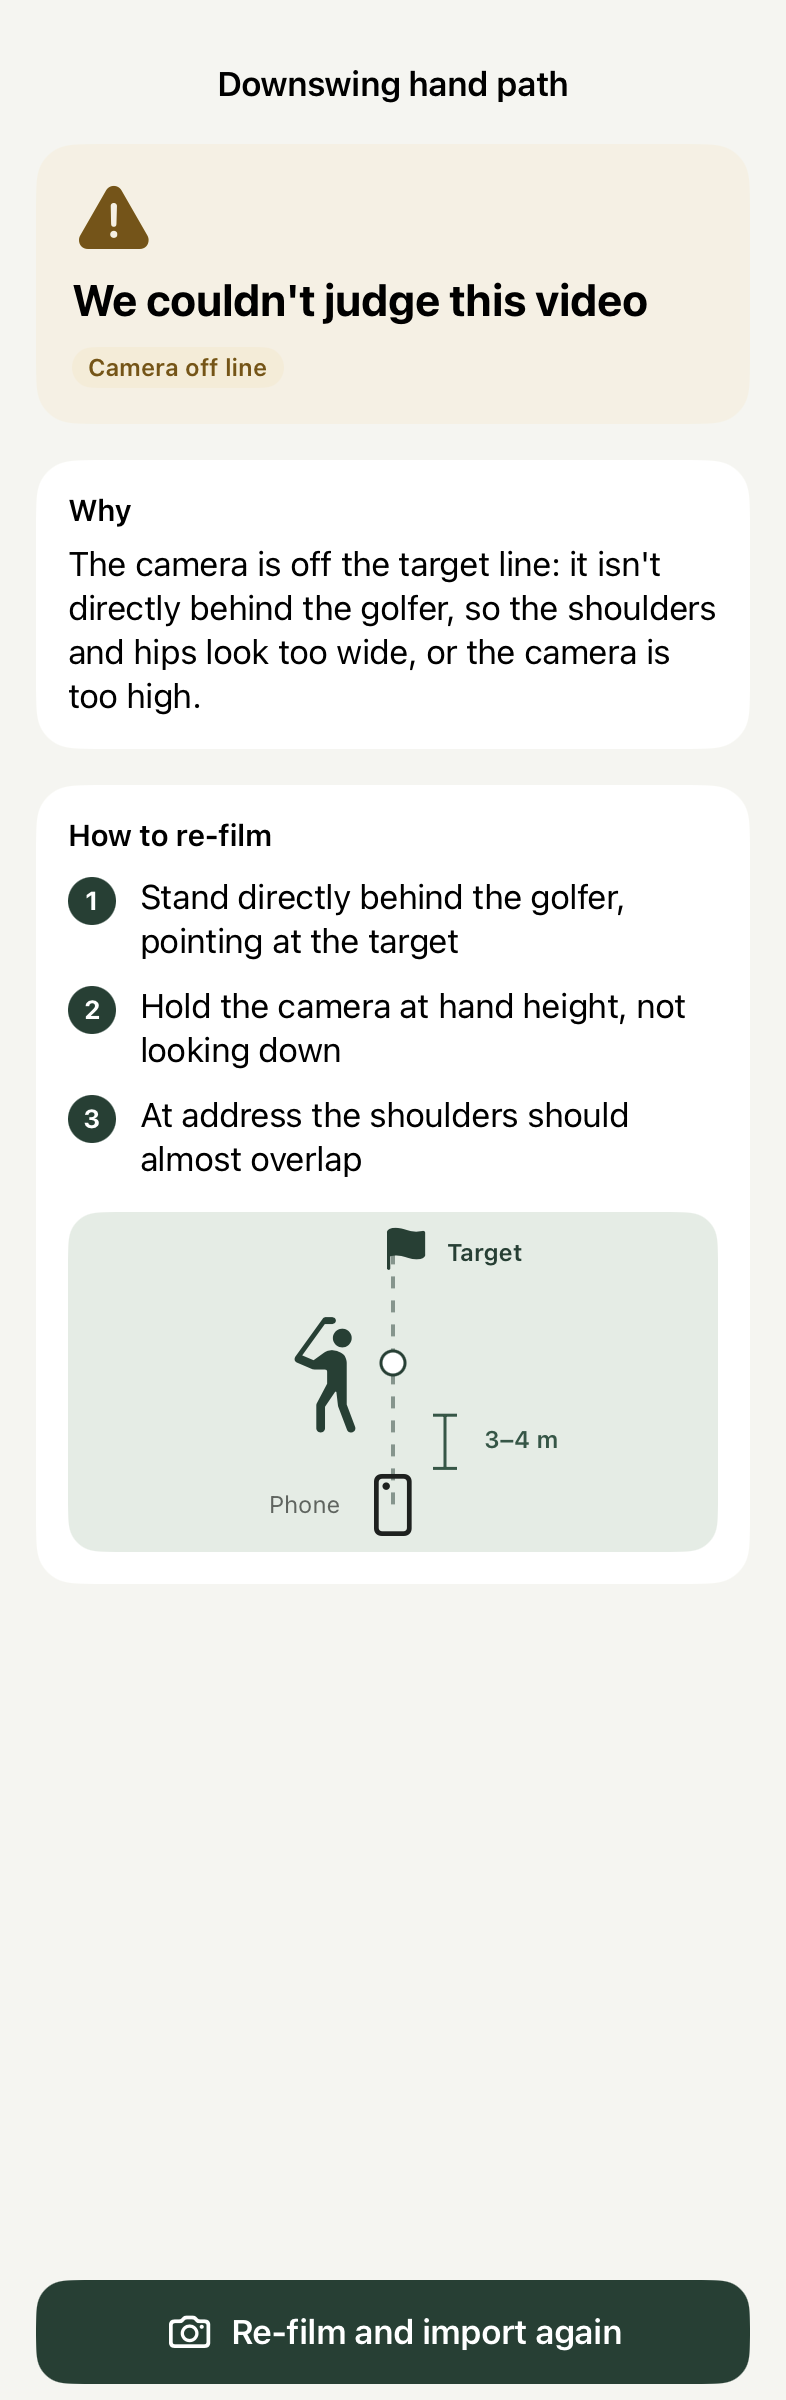 Downswing hand path
We couldn't judge this video
Camera off line
Why
The camera is off the target line: it isn't
directly behind the golfer, so the shoulders
and hips look too wide, or the camera is
too high.
How to re-film
1 Stand directly behind the golfer,
pointing at the target
2 Hold the camera at hand height, not
looking down
3 At address the shoulders should
almost overlap
Target
3–4 m
Phone
Re-film and import again